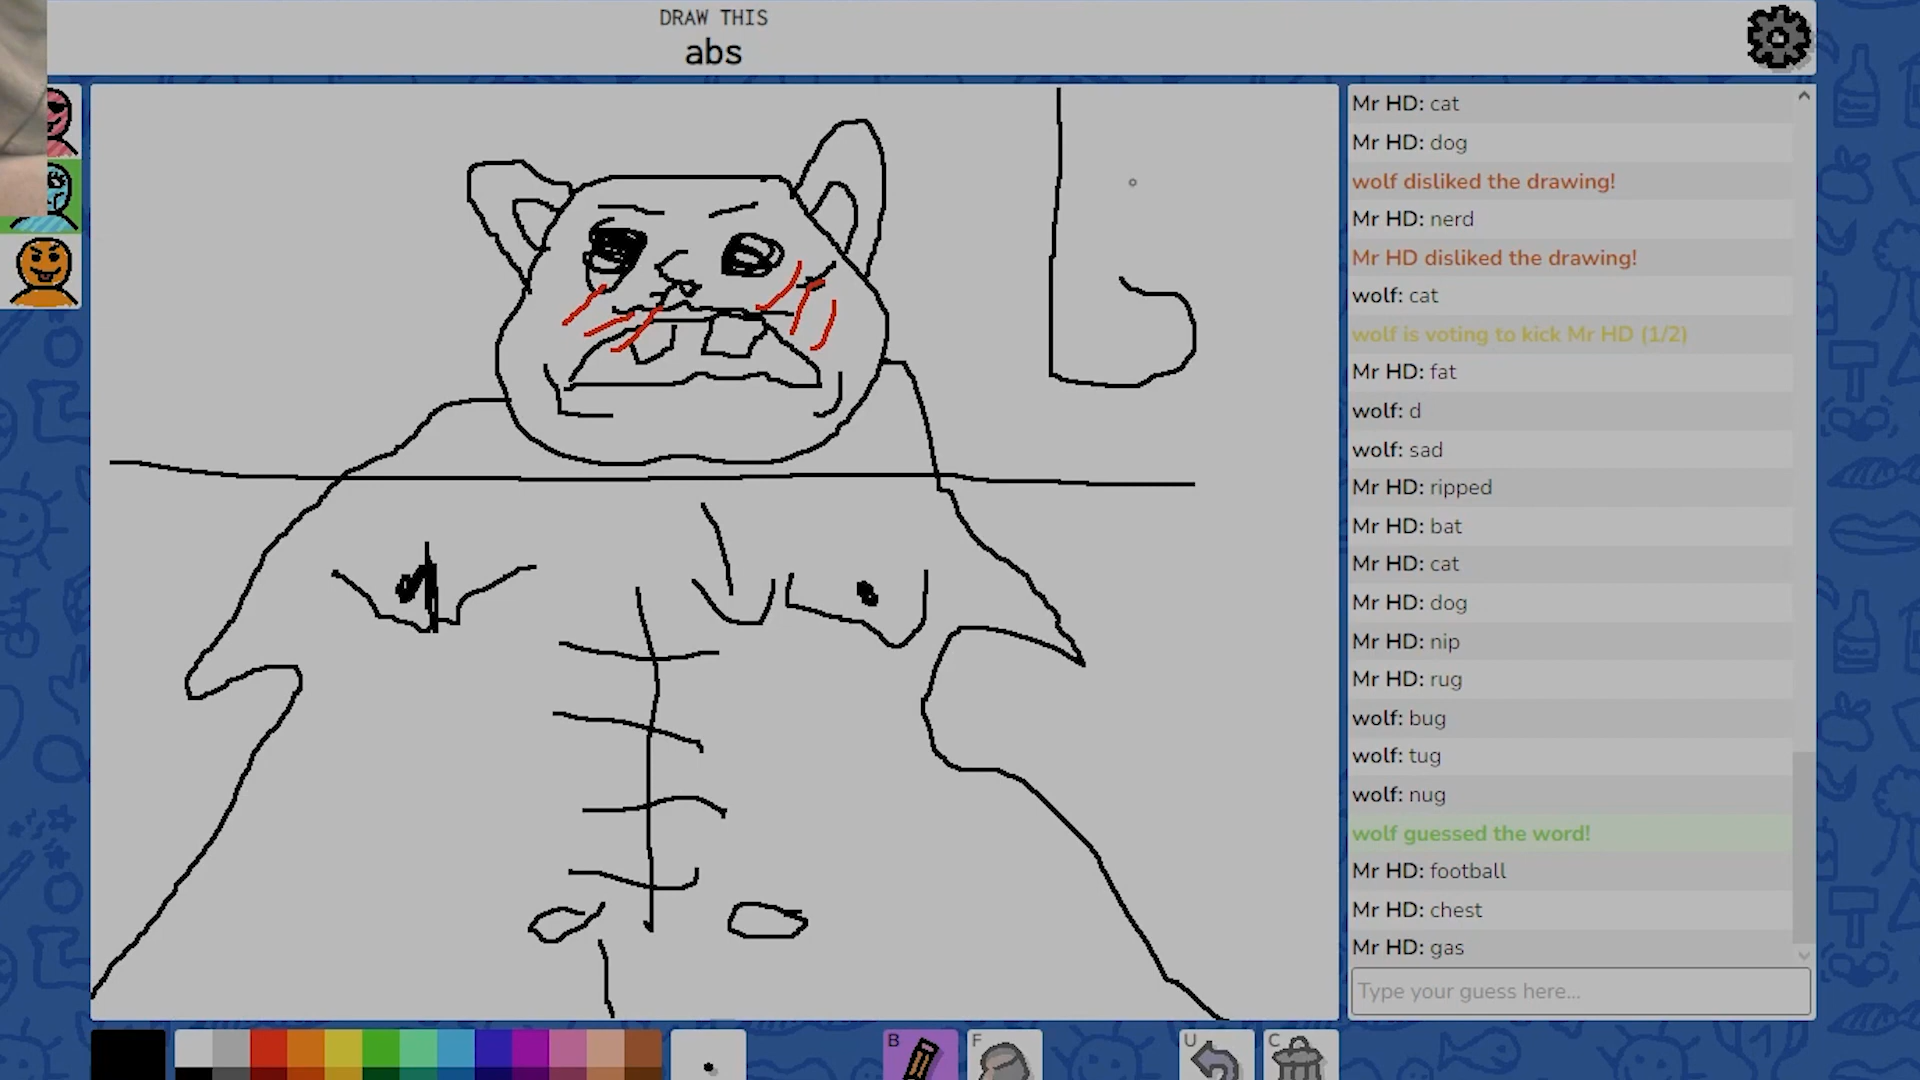 DRAW THIS
abs
Mr HD: cat
Mr HD: dog
wolf disliked the drawing!
Mr HD: nerd
Mr HD disliked the drawing!
wolf: cat
wolf is voting to kick Mr HD (1/2)
Mr HD: fat
wolf: d
wolf: sad
Mr HD: ripped
Mr HD: bat
Mr HD: cat
Mr HD: dog
Mr HD: nip
Mr HD: rug
wolf: bug
wolf: tug
wolf: nug
wolf guessed the word!
Mr HD: football
Mr HD: chest
Mr HD: gas
Type your guess here...
B F U C